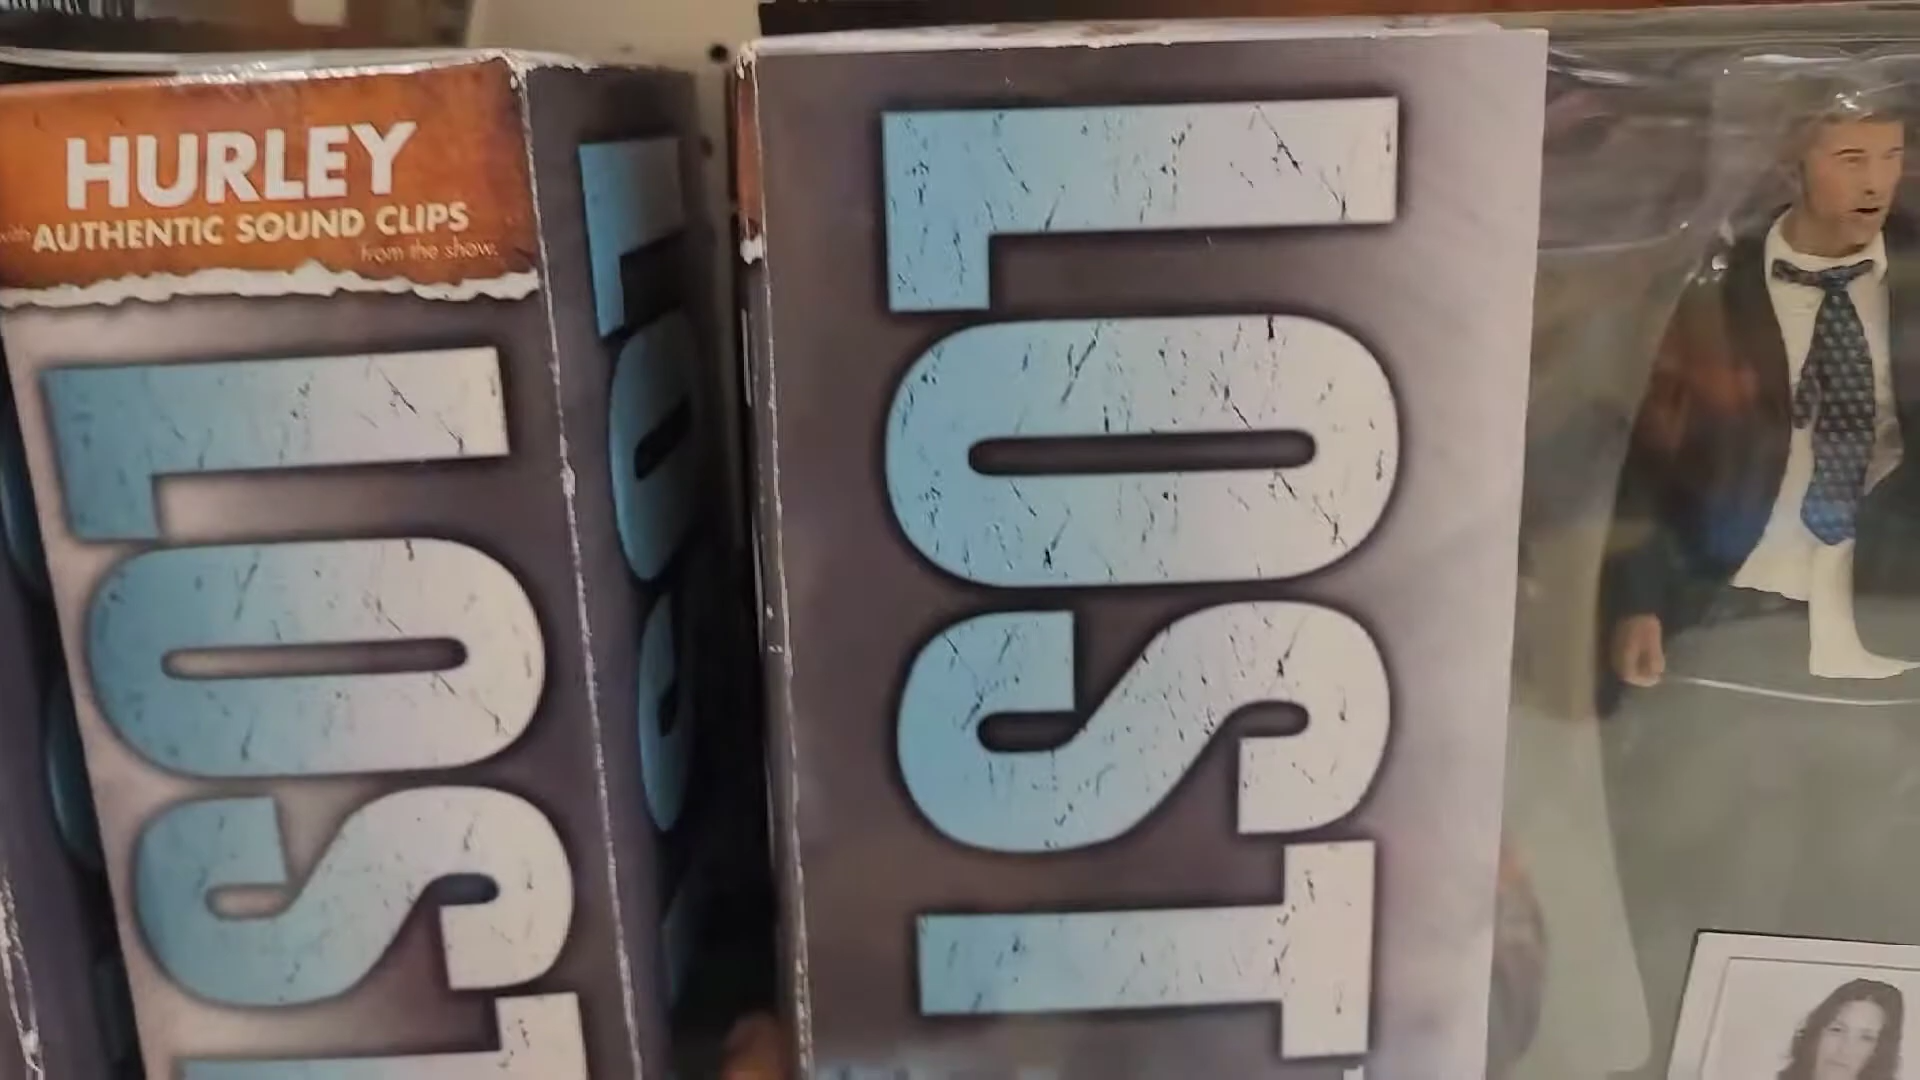 HURLEY
with AUTHENTIC SOUND CLIPS
from the show.
LOST
LOST
LOST